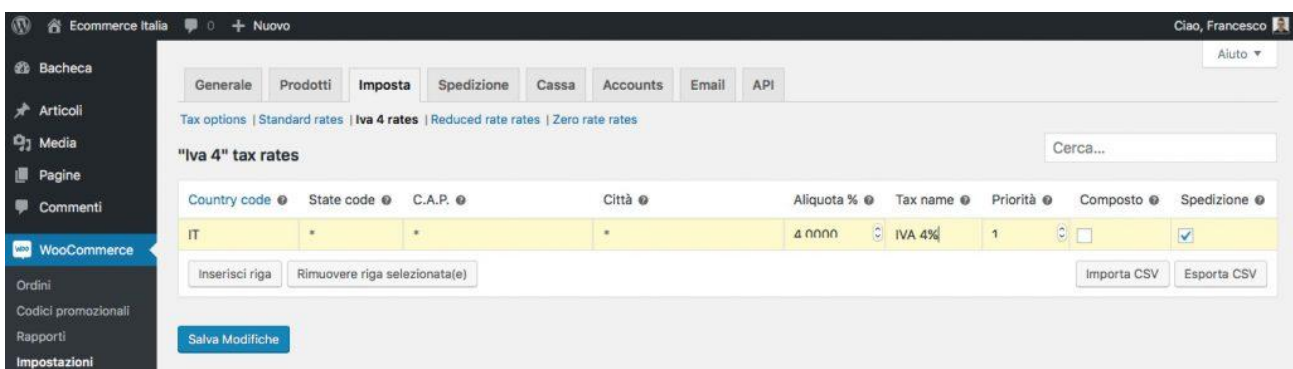 Ecommerce Italia 0 + Nuovo Ciao, Francesco
Aiuto ▼
Bacheca
Articoli
Media
Pagine
Commenti
WooCommerce
Ordini
Codici promozionali
Rapporti
Impostazioni
Generale Prodotti Imposta Spedizione Cassa Accounts Email API
Tax options | Standard rates | Iva 4 rates | Reduced rate rates | Zero rate rates
"Iva 4" tax rates
Cerca...
Country code State code C.A.P. Città Aliquota % Tax name Priorità Composto Spedizione
IT * * * 4.0000 IVA 4% 1
Inserisci riga Rimuovere riga selezionata(e) Importa CSV Esporta CSV
Salva Modifiche